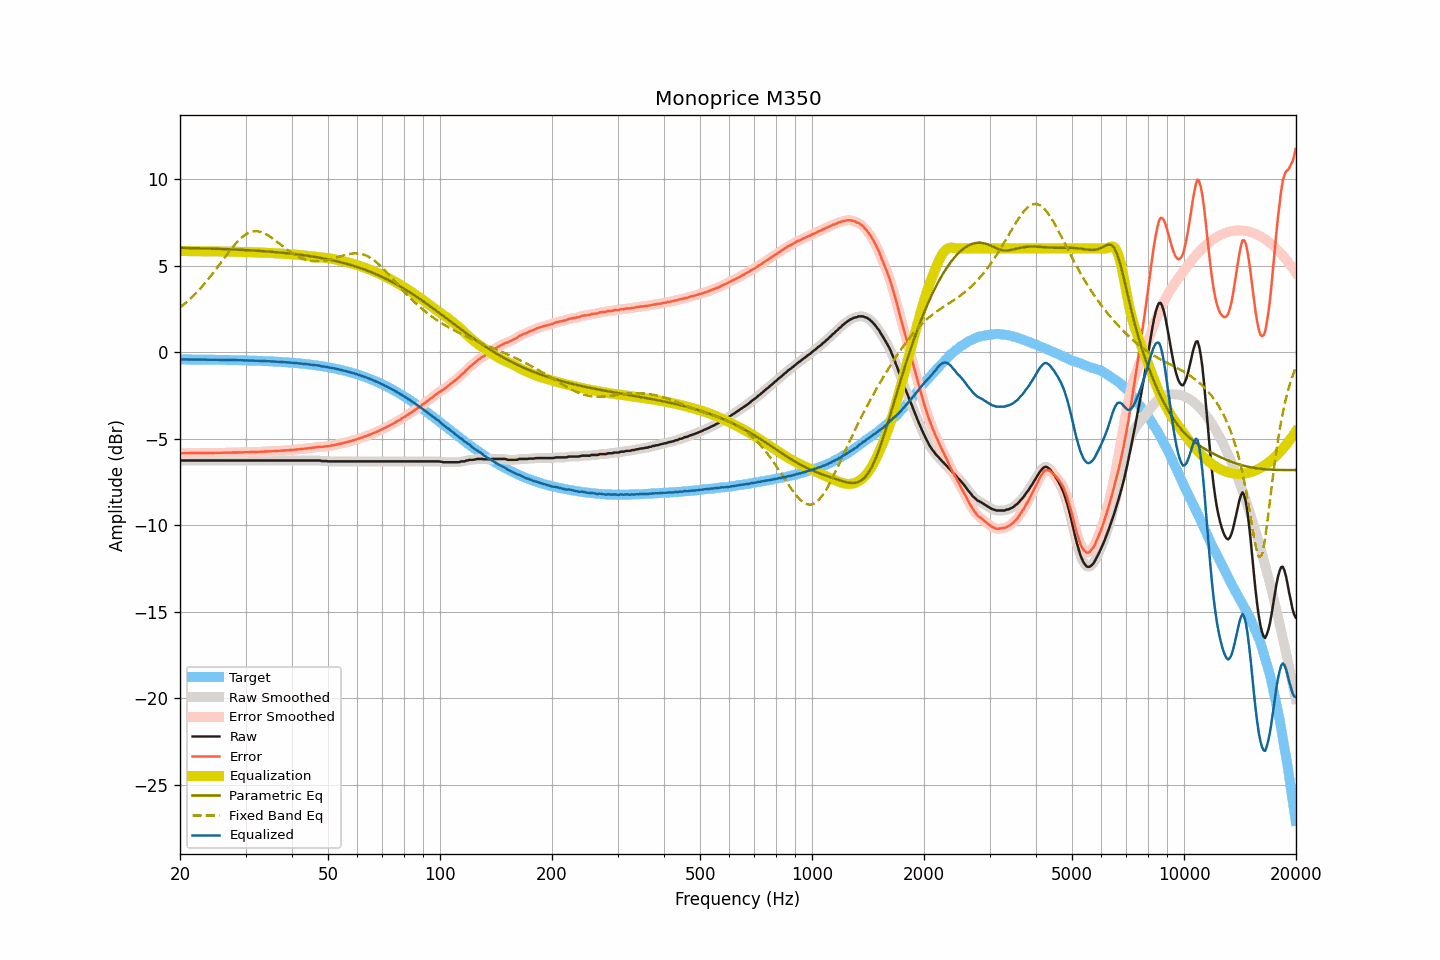 Monoprice M350
Amplitude (dBr)
10
5
0
−5
−10
−15
−20
−25
Target
Raw Smoothed
Error Smoothed
Raw
Error
Equalization
Parametric Eq
Fixed Band Eq
Equalized
20 50 100 200 500 1000 2000 5000 10000 20000
Frequency (Hz)